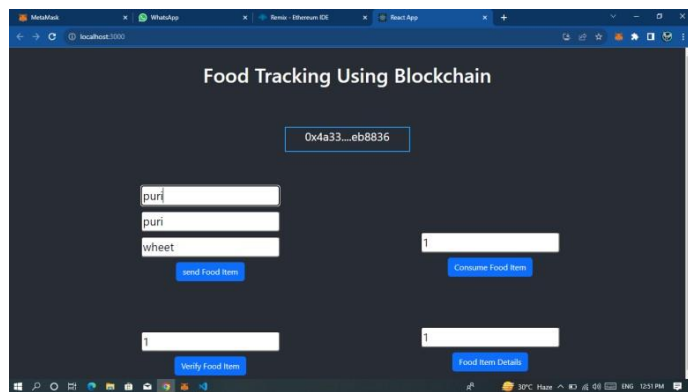 MetaMask
WhatsApp
Remix - Ethereum IDE
React App
localhost:3000
Food Tracking Using Blockchain
0x4a33....eb8836
puri
puri
wheet
send Food Item
1
Consume Food Item
1
Verify Food Item
1
Food Item Details
30°C Haze
ENG
12:51 PM